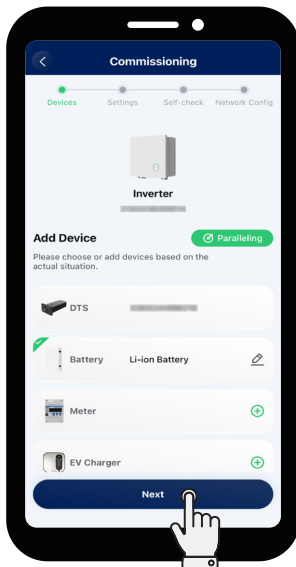 Commissioning
Devices Settings Self-check Network Config
Inverter
Add Device
Paralleling
Please choose or add devices based on the
actual situation.
DTS
Battery Li-ion Battery
Meter
EV Charger
Next